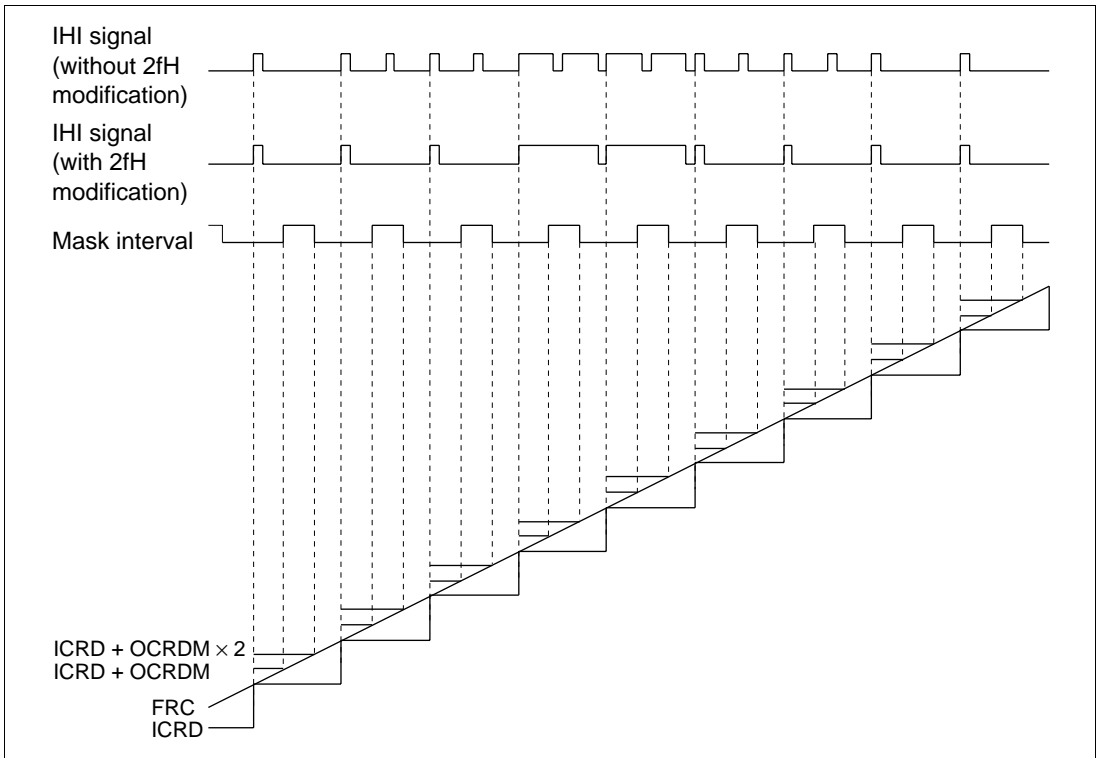 IHI signal
(without 2fH
modification)
IHI signal
(with 2fH
modification)
Mask interval
ICRD + OCRDM × 2
ICRD + OCRDM
FRC
ICRD